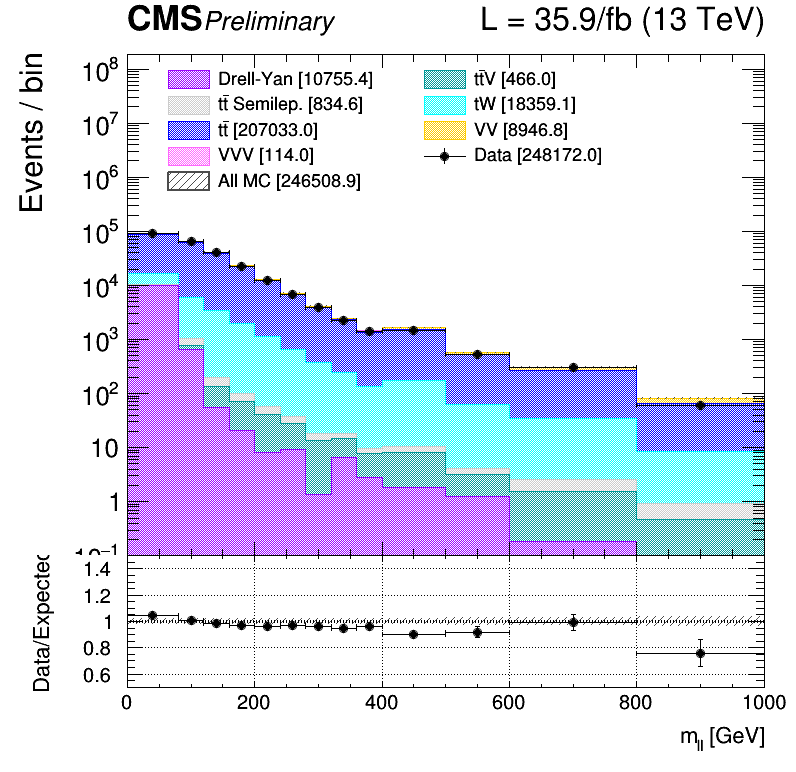 CMS Preliminary L = 35.9/fb (13 TeV)
Events / bin
10⁸
10⁷
10⁶
10⁵
10⁴
10³
10²
10
1
10⁻¹
Drell-Yan [10755.4]
tt̄ Semilep. [834.6]
tt̄ [207033.0]
VVV [114.0]
All MC [246508.9]
tt̄V [466.0]
tW [18359.1]
VV [8946.8]
Data [248172.0]
Data/Expected
1.4
1.2
1
0.8
0.6
0 200 400 600 800 1000
m_ll [GeV]